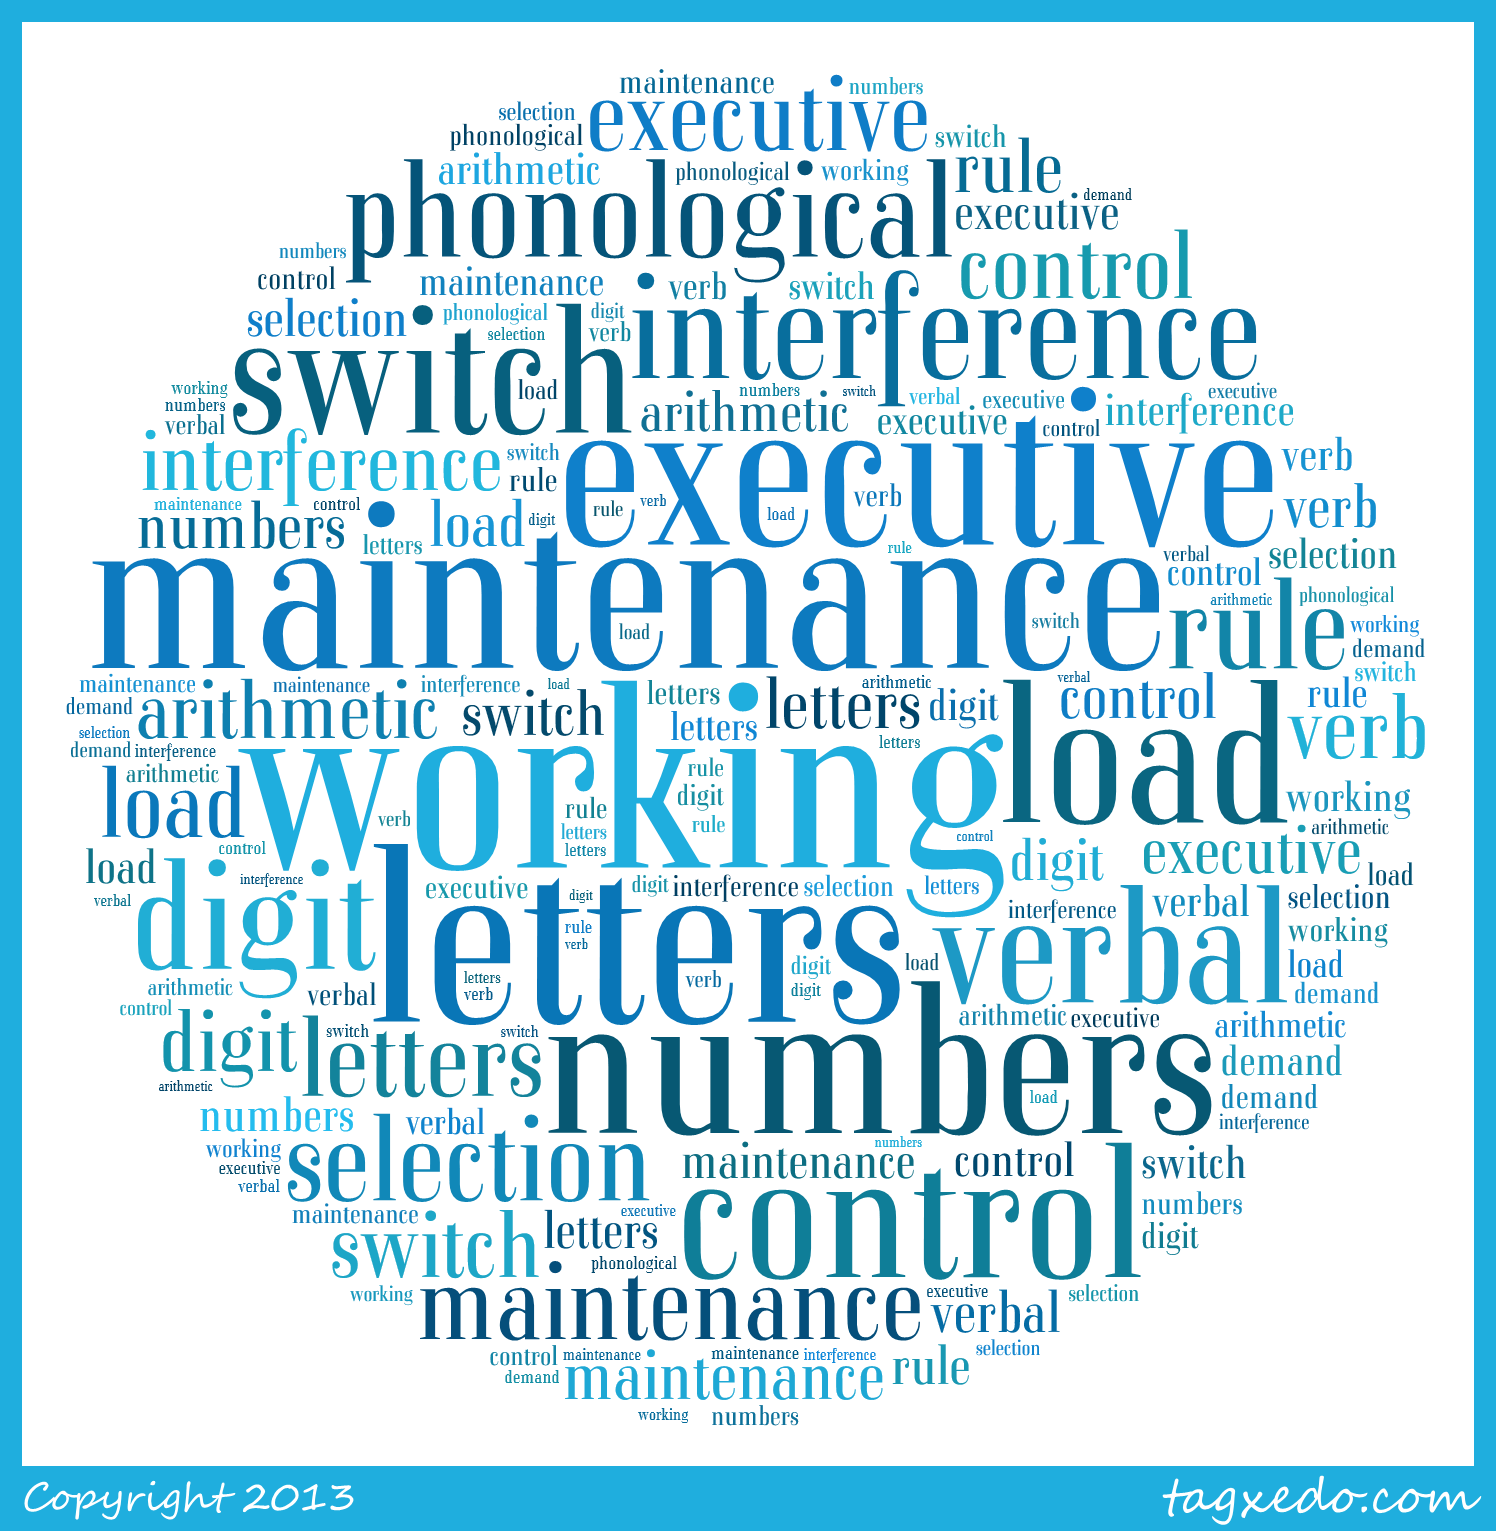 maintenance
numbers
selection
executive
phonological
switch
arithmetic
phonological
working
rule
phonological
demand
executive
numbers
control
control
maintenance
verb
switch
selection
phonological
digit
interference
switch
selection
verb
working
load
numbers
switch
verbal
executive
executive
numbers
arithmetic
interference
verbal
executive
control
interference
switch
executive
verb
rule
verb
maintenance
control
verb
rule
load
verb
numbers
load
digit
letters
rule
verbal
selection
maintenance
control
arithmetic
phonological
rule
load
switch
working
demand
maintenance
maintenance
interference
load
letters
arithmetic
verbal
switch
demand
arithmetic
switch
letters
digit
control
rule
selection
letters
verb
demand
interference
working
letters
load
arithmetic
rule
load
digit
working
verb
rule
rule
arithmetic
control
letters
control
load
letters
digit
executive
digit
interference
executive
digit
interference
selection
letters
load
verbal
digit
letters
interference
verbal
selection
rule
working
verb
verbal
load
digit
load
letters
verb
arithmetic
verbal
verb
digit
demand
control
digit
letters
switch
switch
numbers
arithmetic
executive
arithmetic
demand
arithmetic
load
demand
numbers
verbal
interference
working
selection
numbers
executive
maintenance
control
switch
verbal
control
numbers
maintenance
executive
switch
letters
digit
phonological
working
maintenance
executive
verbal
selection
control
maintenance
maintenance
interference
selection
demand
maintenance
rule
working
numbers
Copyright 2013
tagxedo.com